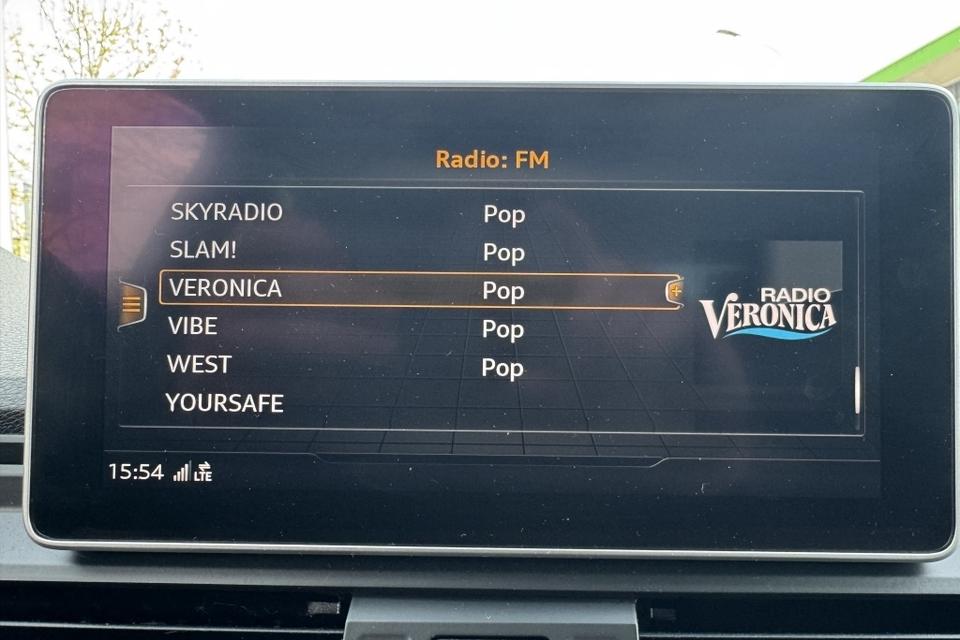 Radio: FM
SKYRADIO Pop
SLAM! Pop
VERONICA Pop
VIBE Pop
WEST Pop
YOURSAFE
RADIO
VERONICA
15:54 LTE